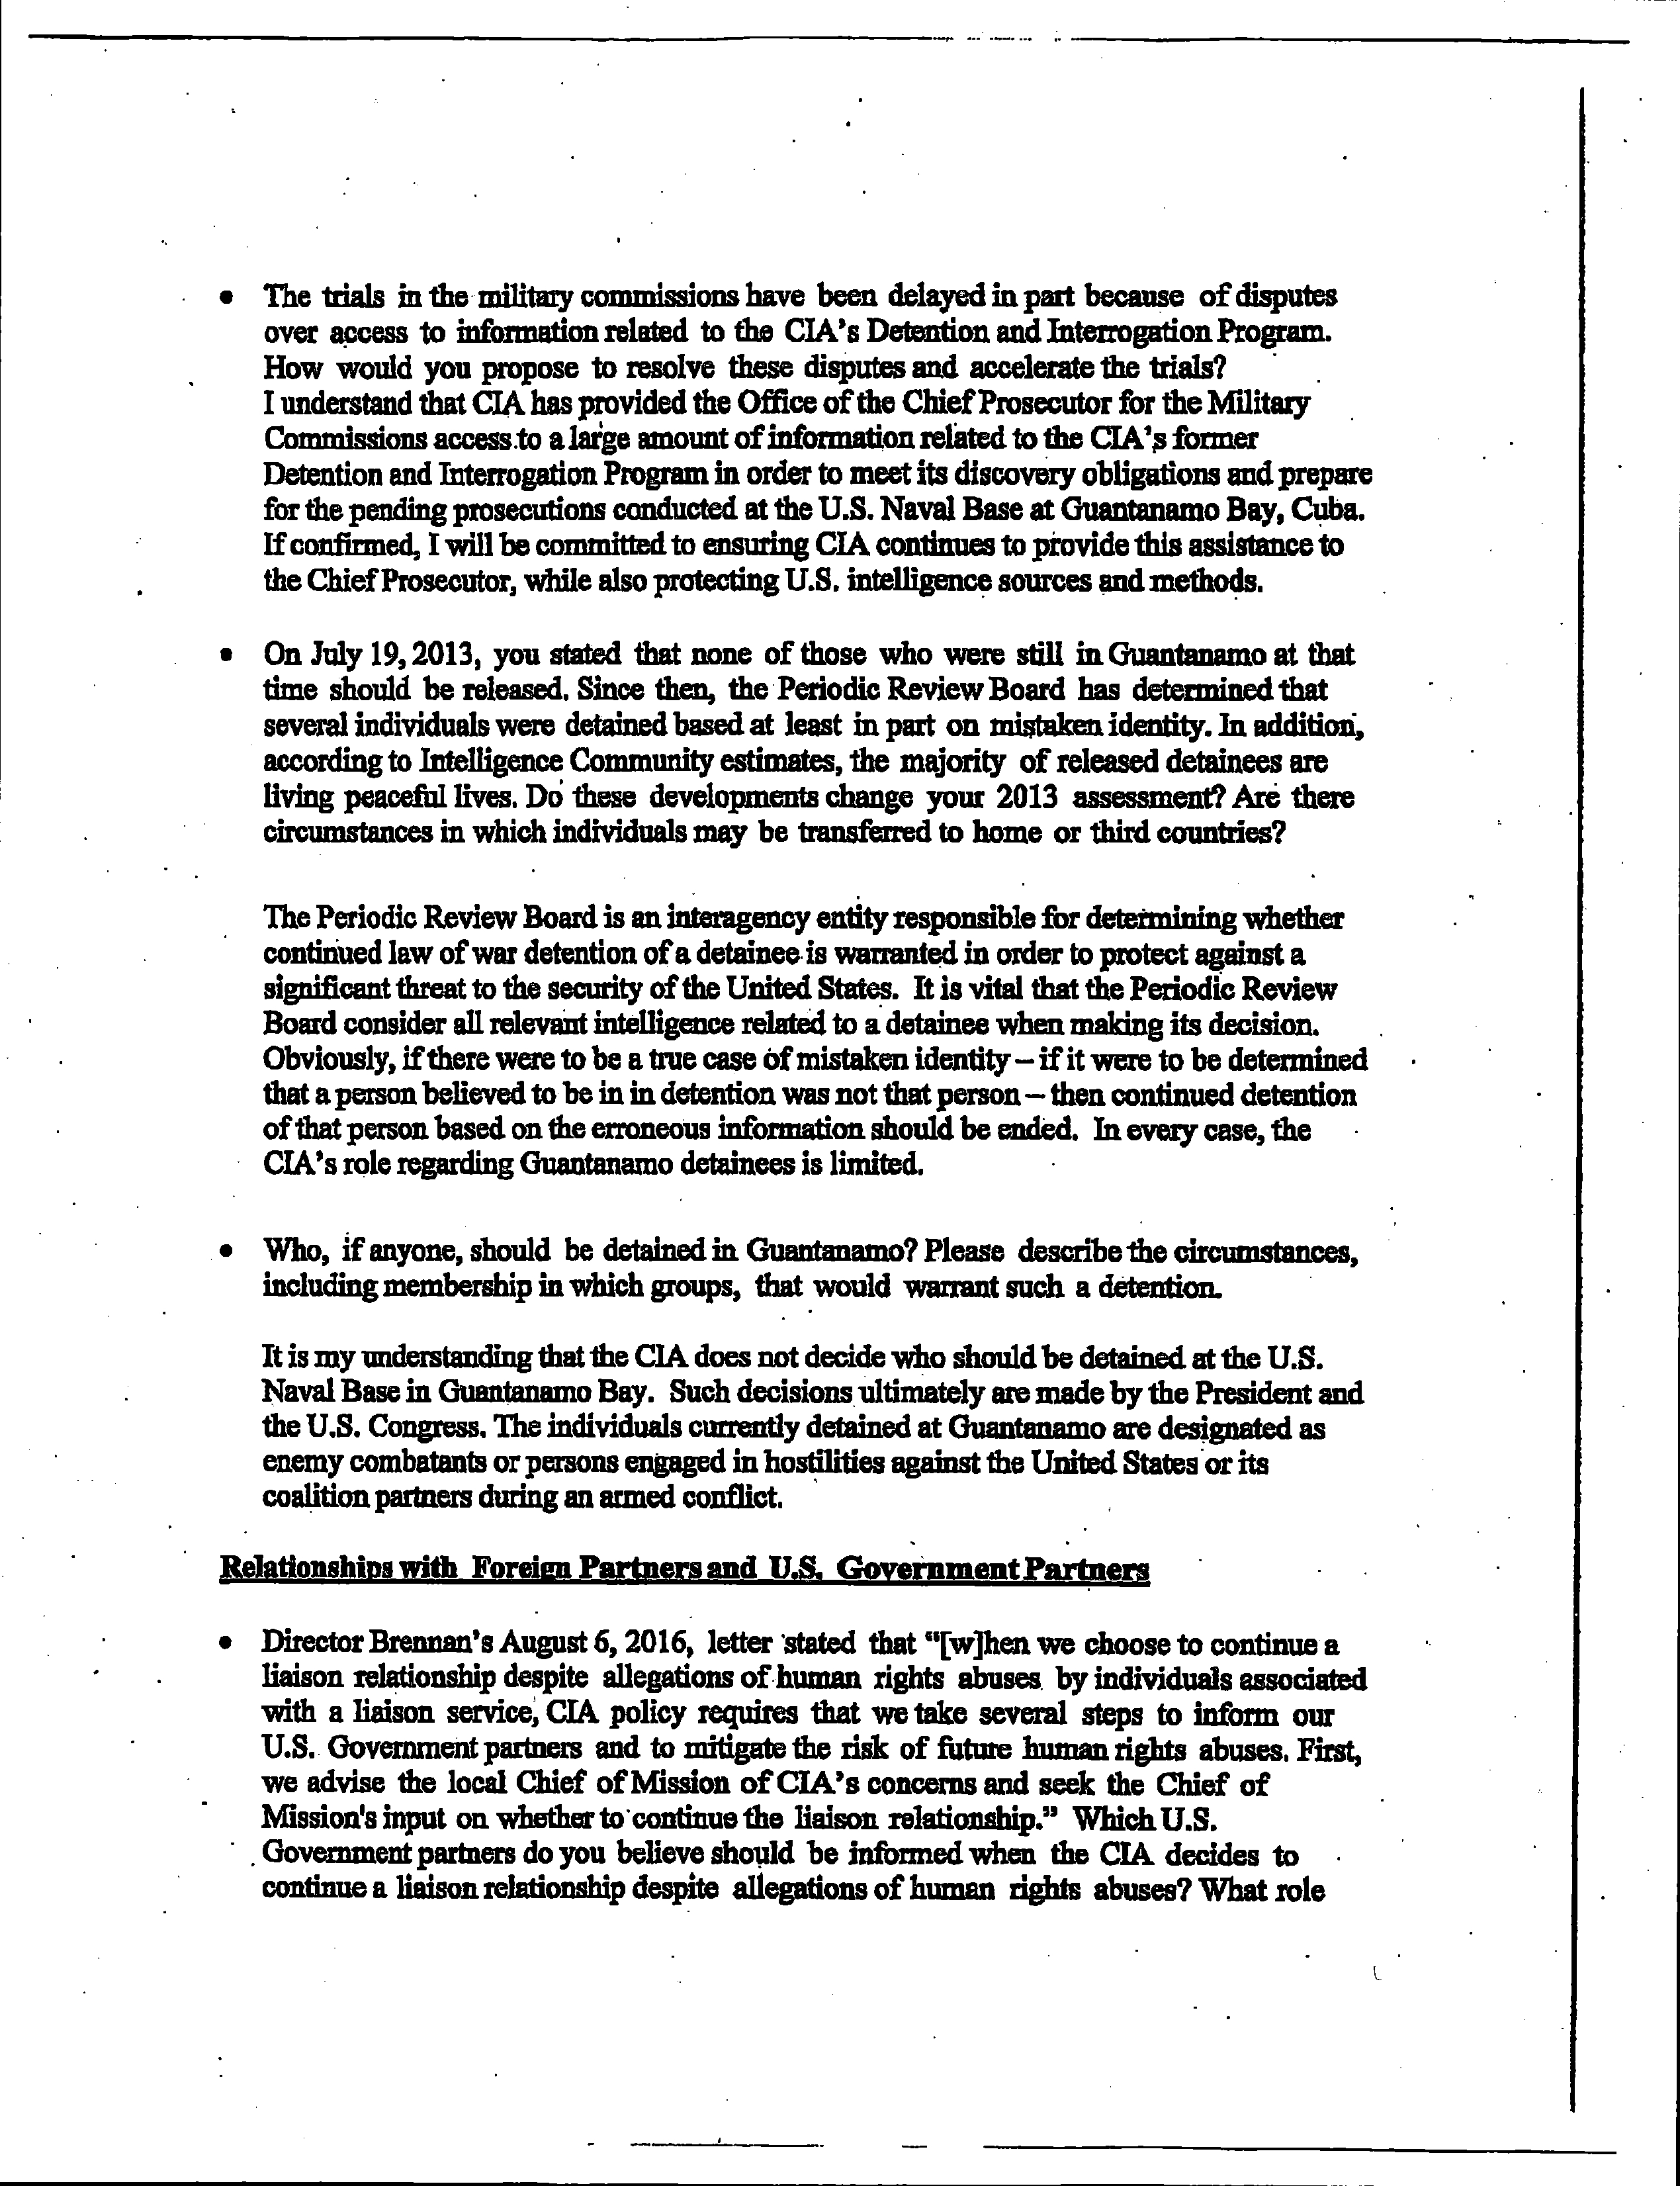 • The trials in the military commissions have been delayed in part because of disputes
over access to information related to the CIA's Detention and Interrogation Program.
How would you propose to resolve these disputes and accelerate the trials?
I understand that CIA has provided the Office of the Chief Prosecutor for the Military
Commissions access to a large amount of information related to the CIA's former
Detention and Interrogation Program in order to meet its discovery obligations and prepare
for the pending prosecutions conducted at the U.S. Naval Base at Guantanamo Bay, Cuba.
If confirmed, I will be committed to ensuring CIA continues to provide this assistance to
the Chief Prosecutor, while also protecting U.S. intelligence sources and methods.
• On July 19, 2013, you stated that none of those who were still in Guantanamo at that
time should be released. Since then, the Periodic Review Board has determined that
several individuals were detained based at least in part on mistaken identity. In addition,
according to Intelligence Community estimates, the majority of released detainees are
living peaceful lives. Do these developments change your 2013 assessment? Are there
circumstances in which individuals may be transferred to home or third countries?
The Periodic Review Board is an interagency entity responsible for determining whether
continued law of war detention of a detainee is warranted in order to protect against a
significant threat to the security of the United States. It is vital that the Periodic Review
Board consider all relevant intelligence related to a detainee when making its decision.
Obviously, if there were to be a true case of mistaken identity – if it were to be determined
that a person believed to be in in detention was not that person – then continued detention
of that person based on the erroneous information should be ended. In every case, the
CIA's role regarding Guantanamo detainees is limited.
• Who, if anyone, should be detained in Guantanamo? Please describe the circumstances,
including membership in which groups, that would warrant such a detention.
It is my understanding that the CIA does not decide who should be detained at the U.S.
Naval Base in Guantanamo Bay. Such decisions ultimately are made by the President and
the U.S. Congress. The individuals currently detained at Guantanamo are designated as
enemy combatants or persons engaged in hostilities against the United States or its
coalition partners during an armed conflict.
Relationships with Foreign Partners and U.S. Government Partners
• Director Brennan's August 6, 2016, letter stated that “[w]hen we choose to continue a
liaison relationship despite allegations of human rights abuses by individuals associated
with a liaison service, CIA policy requires that we take several steps to inform our
U.S. Government partners and to mitigate the risk of future human rights abuses. First,
we advise the local Chief of Mission of CIA's concerns and seek the Chief of
Mission's input on whether to continue the liaison relationship.” Which U.S.
Government partners do you believe should be informed when the CIA decides to
continue a liaison relationship despite allegations of human rights abuses? What role